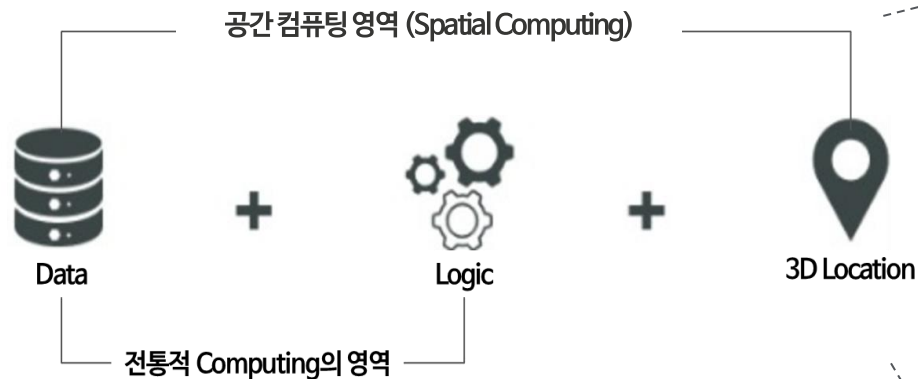 공간 컴퓨팅 영역 (Spatial Computing)
Data
Logic
3D Location
전통적 Computing의 영역